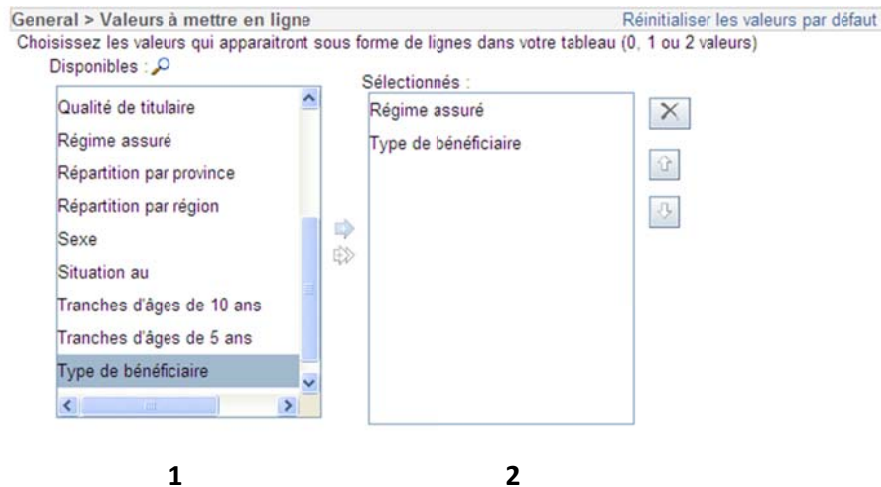 General > Valeurs à mettre en ligne Réinitialiser les valeurs par défaut
Choisissez les valeurs qui apparaitront sous forme de lignes dans votre tableau (0, 1 ou 2 valeurs)
Disponibles :
Qualité de titulaire
Régime assuré
Répartition par province
Répartition par région
Sexe
Situation au
Tranches d'âges de 10 ans
Tranches d'âges de 5 ans
Type de bénéficiaire
Sélectionnés :
Régime assuré
Type de bénéficiaire
1 2